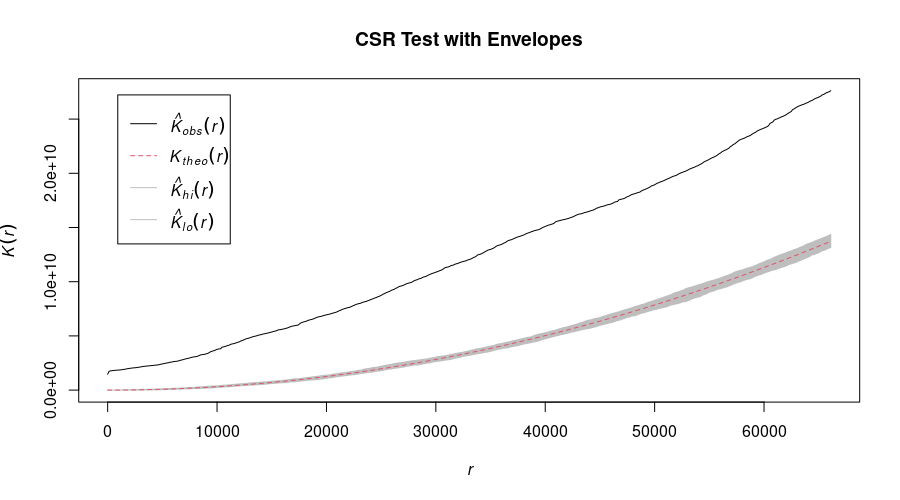 CSR Test with Envelopes
K̂obs(r)
Ktheo(r)
K̂hi(r)
K̂lo(r)
K(r)
0.0e+00 1.0e+10 2.0e+10
0 10000 20000 30000 40000 50000 60000
r